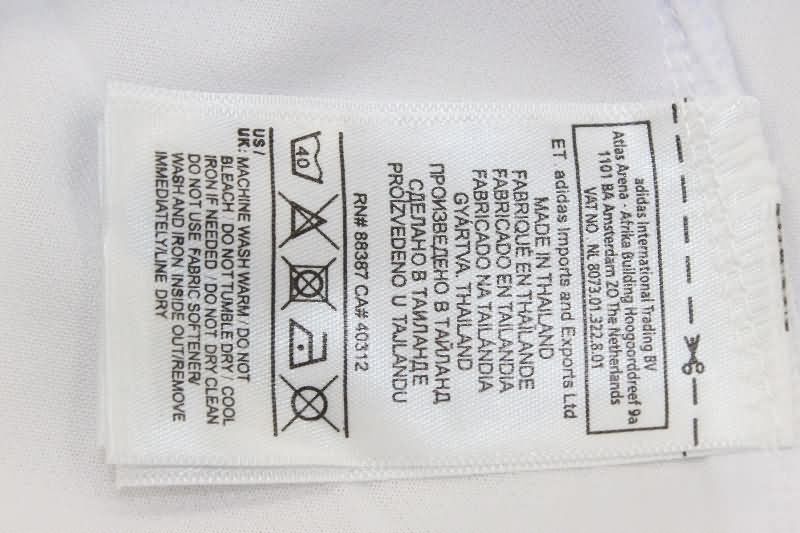 adidas International Trading BV
Atlas Arena · Afrika Building Hoogoorddreef 9a
1101 BA Amsterdam ZO The Netherlands
VAT NO. NL 8073.01.322.B.01
ET adidas Imports and Exports Ltd
MADE IN THAILAND
FABRIQUÉ EN THAÏLANDE
FABRICADO EN TAILANDIA
FABRICADO NA TAILÂNDIA
GYÁRTVA, THAILAND
ПРОИЗВЕДЕНО В ТАЙЛАНД
СДЕЛАНО В ТАИЛАНДЕ
PROIZVEDENO U TAJLANDU
RN# 88387 CA# 40312
40
US /
UK: MACHINE WASH WARM / DO NOT
BLEACH / DO NOT TUMBLE DRY / COOL
IRON IF NEEDED / DO NOT DRY CLEAN
DO NOT USE FABRIC SOFTENER/
WASH AND IRON INSIDE OUT/REMOVE
IMMEDIATELY/LINE DRY